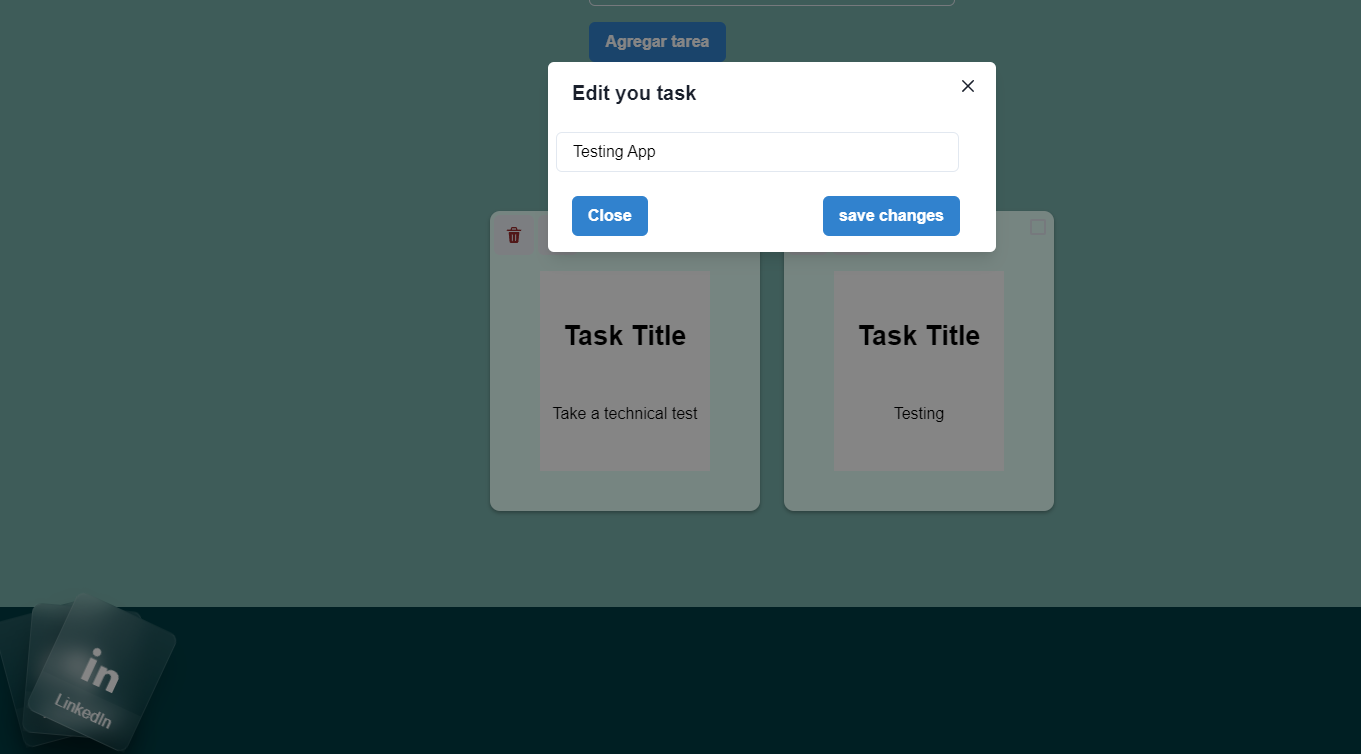 Agregar tarea
Edit you task
Testing App
Close
save changes
Task Title
Take a technical test
Task Title
Testing
in
LinkedIn